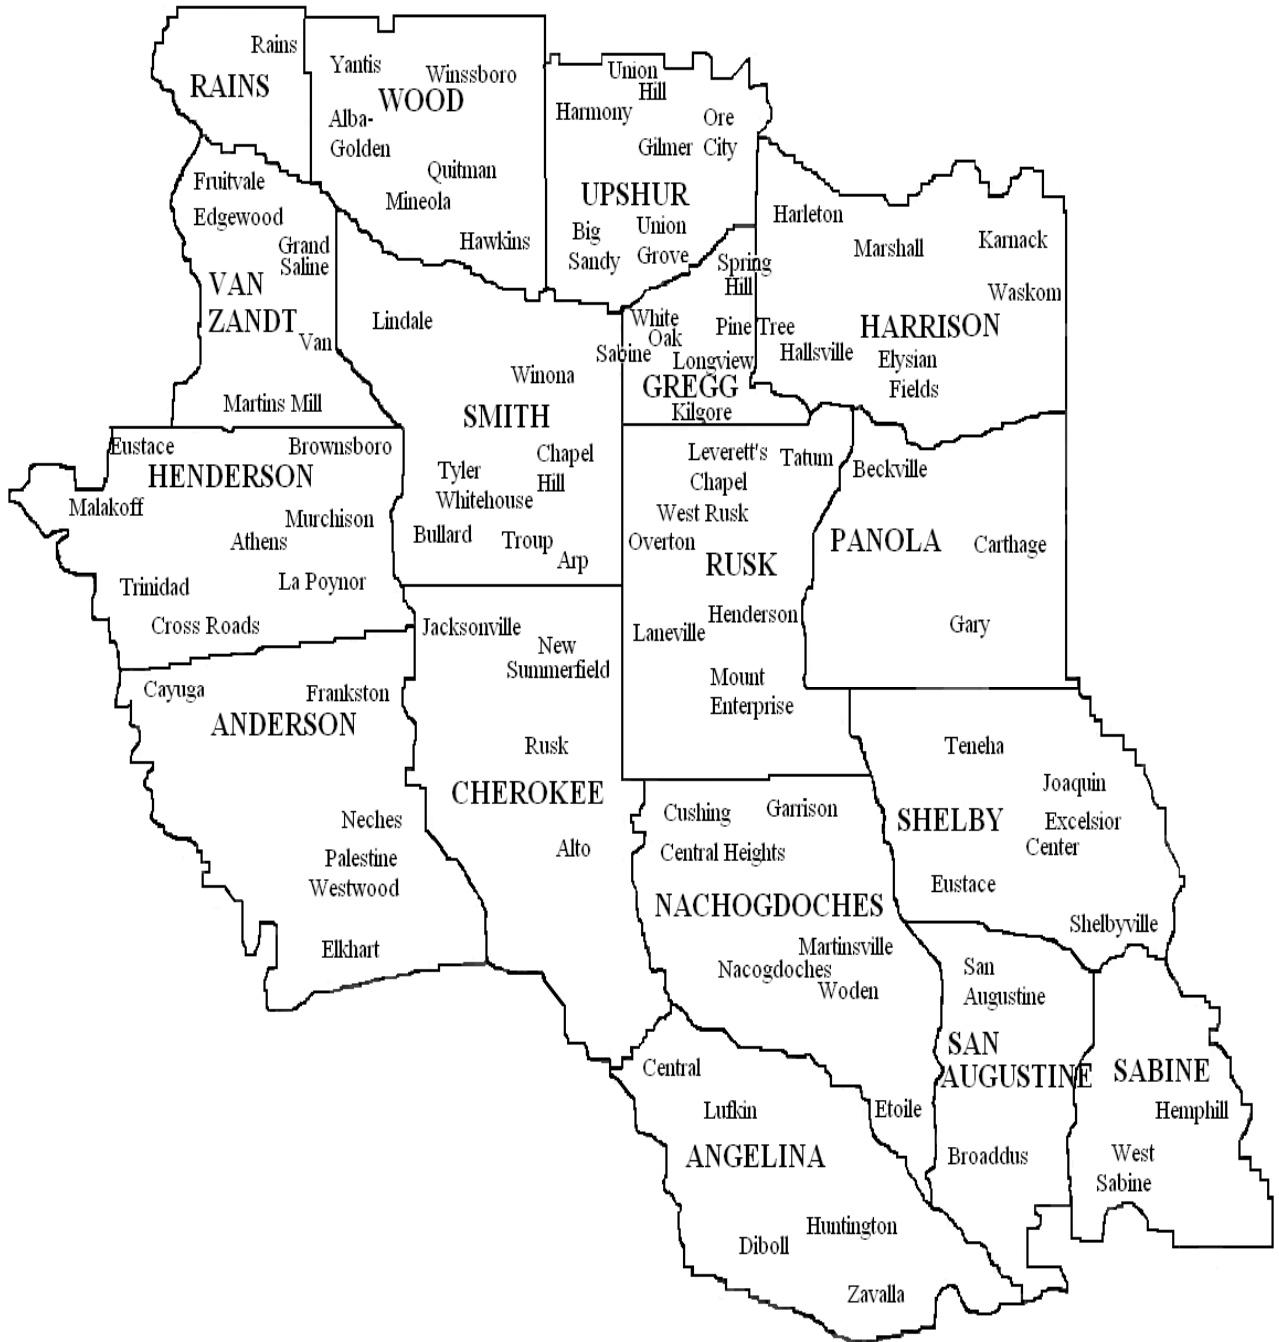 Rains
RAINS
Yantis
Winssboro
WOOD
Alba-
Golden
Quitman
Mineola
Hawkins
Union
Hill
Harmony
Ore
City
Gilmer
UPSHUR
Big
Sandy
Union
Grove
Fruitvale
Edgewood
Grand
Saline
VAN
ZANDT
Van
Martins Mill
Harleton
Marshall
Karnack
Waskom
HARRISON
Hallsville
Elysian
Fields
Spring
Hill
White
Oak
Pine Tree
Sabine
Longview
GREGG
Kilgore
Lindale
Winona
SMITH
Chapel
Hill
Tyler
Whitehouse
Bullard
Troup
Arp
Eustace
Brownsboro
HENDERSON
Malakoff
Murchison
Athens
Trinidad
La Poynor
Cross Roads
Leverett's
Chapel
Tatum
West Rusk
Overton
RUSK
Henderson
Laneville
Mount
Enterprise
Beckville
PANOLA
Carthage
Gary
Cayuga
Frankston
ANDERSON
Neches
Palestine
Westwood
Elkhart
Jacksonville
New
Summerfield
Rusk
CHEROKEE
Alto
Cushing
Garrison
Central Heights
NACHOGDOCHES
Martinsville
Nacogdoches
Woden
Etoile
Teneha
Joaquin
SHELBY
Excelsior
Center
Eustace
Shelbyville
San
Augustine
SAN
AUGUSTINE
Broaddus
SABINE
Hemphill
West
Sabine
Central
Lufkin
ANGELINA
Huntington
Diboll
Zavalla